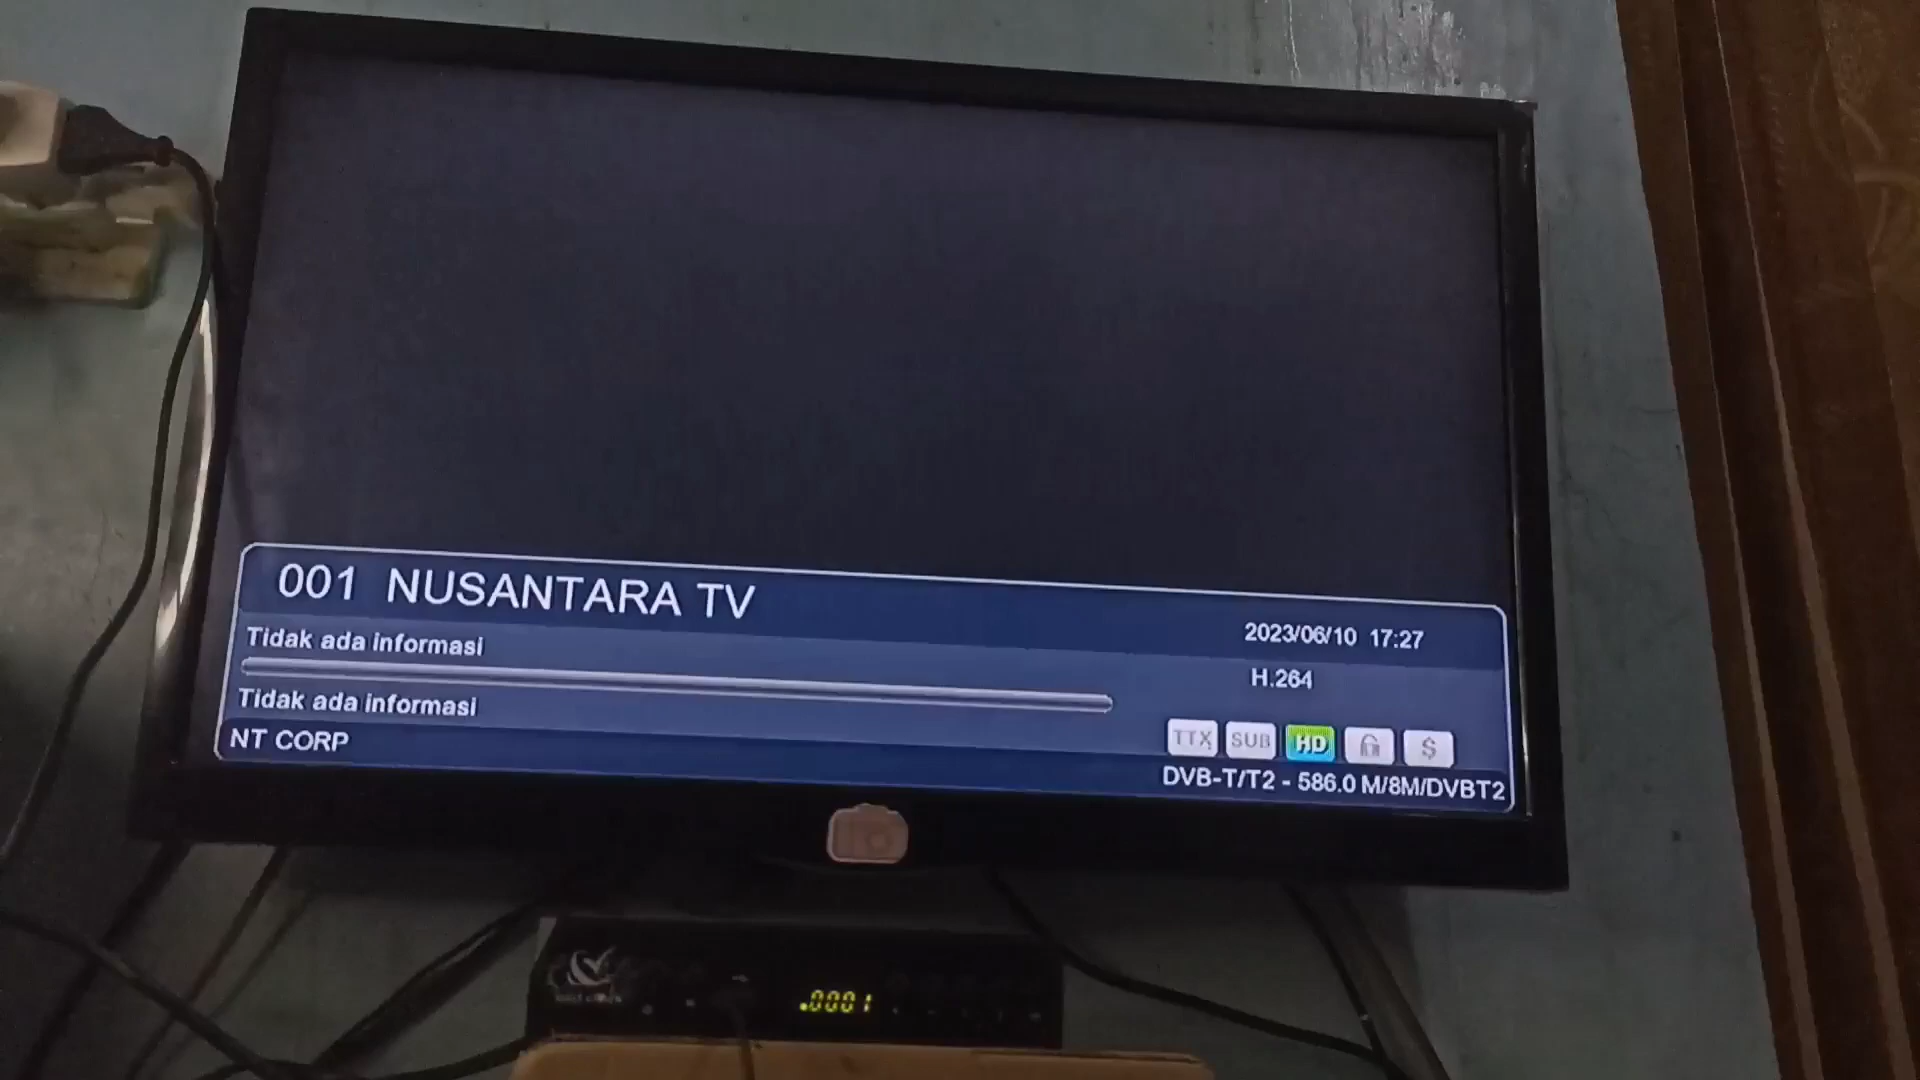 001 NUSANTARA TV
2023/06/10 17:27
Tidak ada informasi
H.264
Tidak ada informasi
TTX SUB HD $
NT CORP
DVB-T/T2 - 586.0 M/8M/DVBT2
.0001